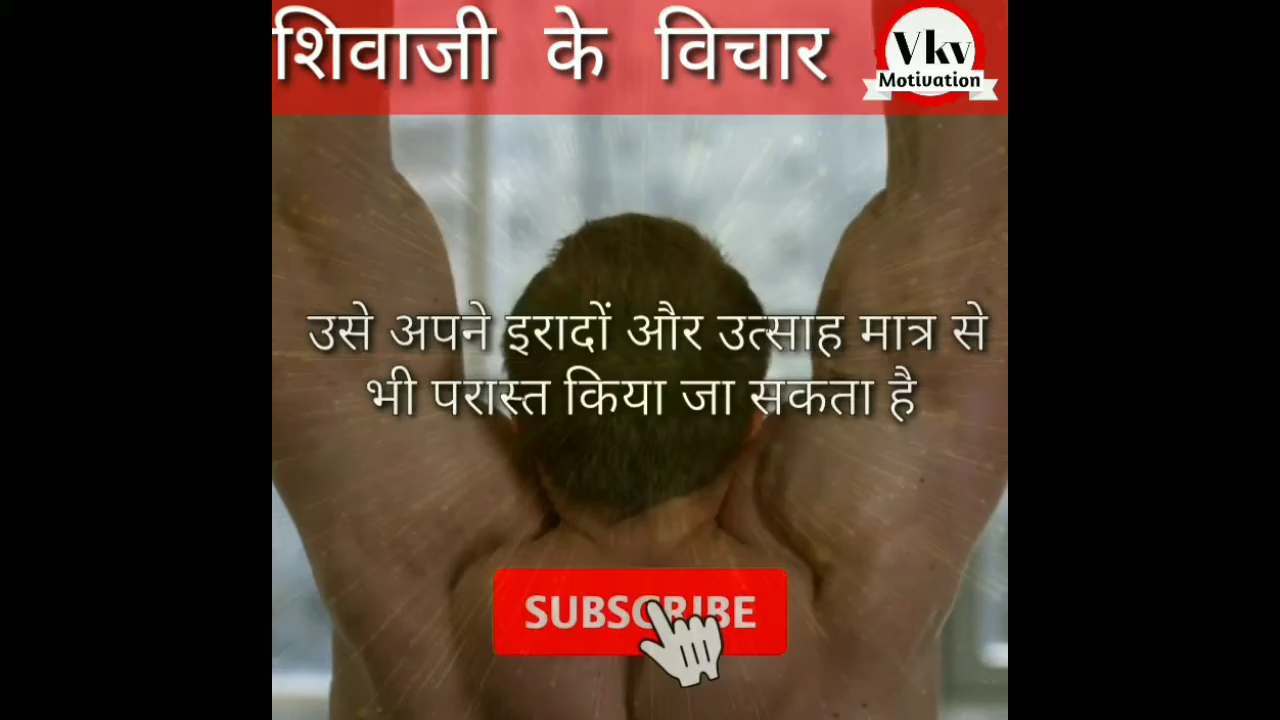 शिवाजी के विचार
Vkv
Motivation
उसे अपने इरादों और उत्साह मात्र से
भी परास्त किया जा सकता है
SUBSCRIBE